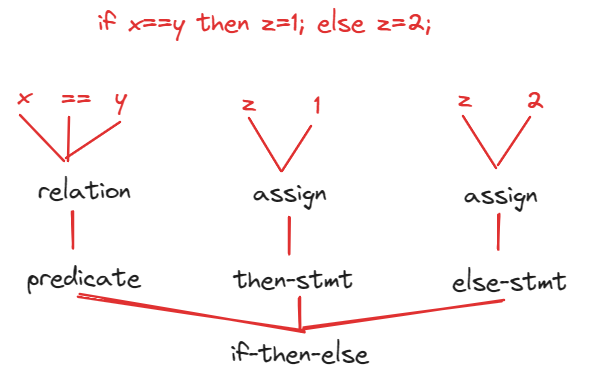 if x==y then z=1; else z=2;
x == y z 1 z 2
relation assign assign
predicate then-stmt else-stmt
if-then-else